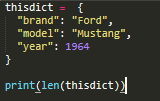 thisdict =  {
  "brand": "Ford",
  "model": "Mustang",
  "year": 1964
}

print(len(thisdict))